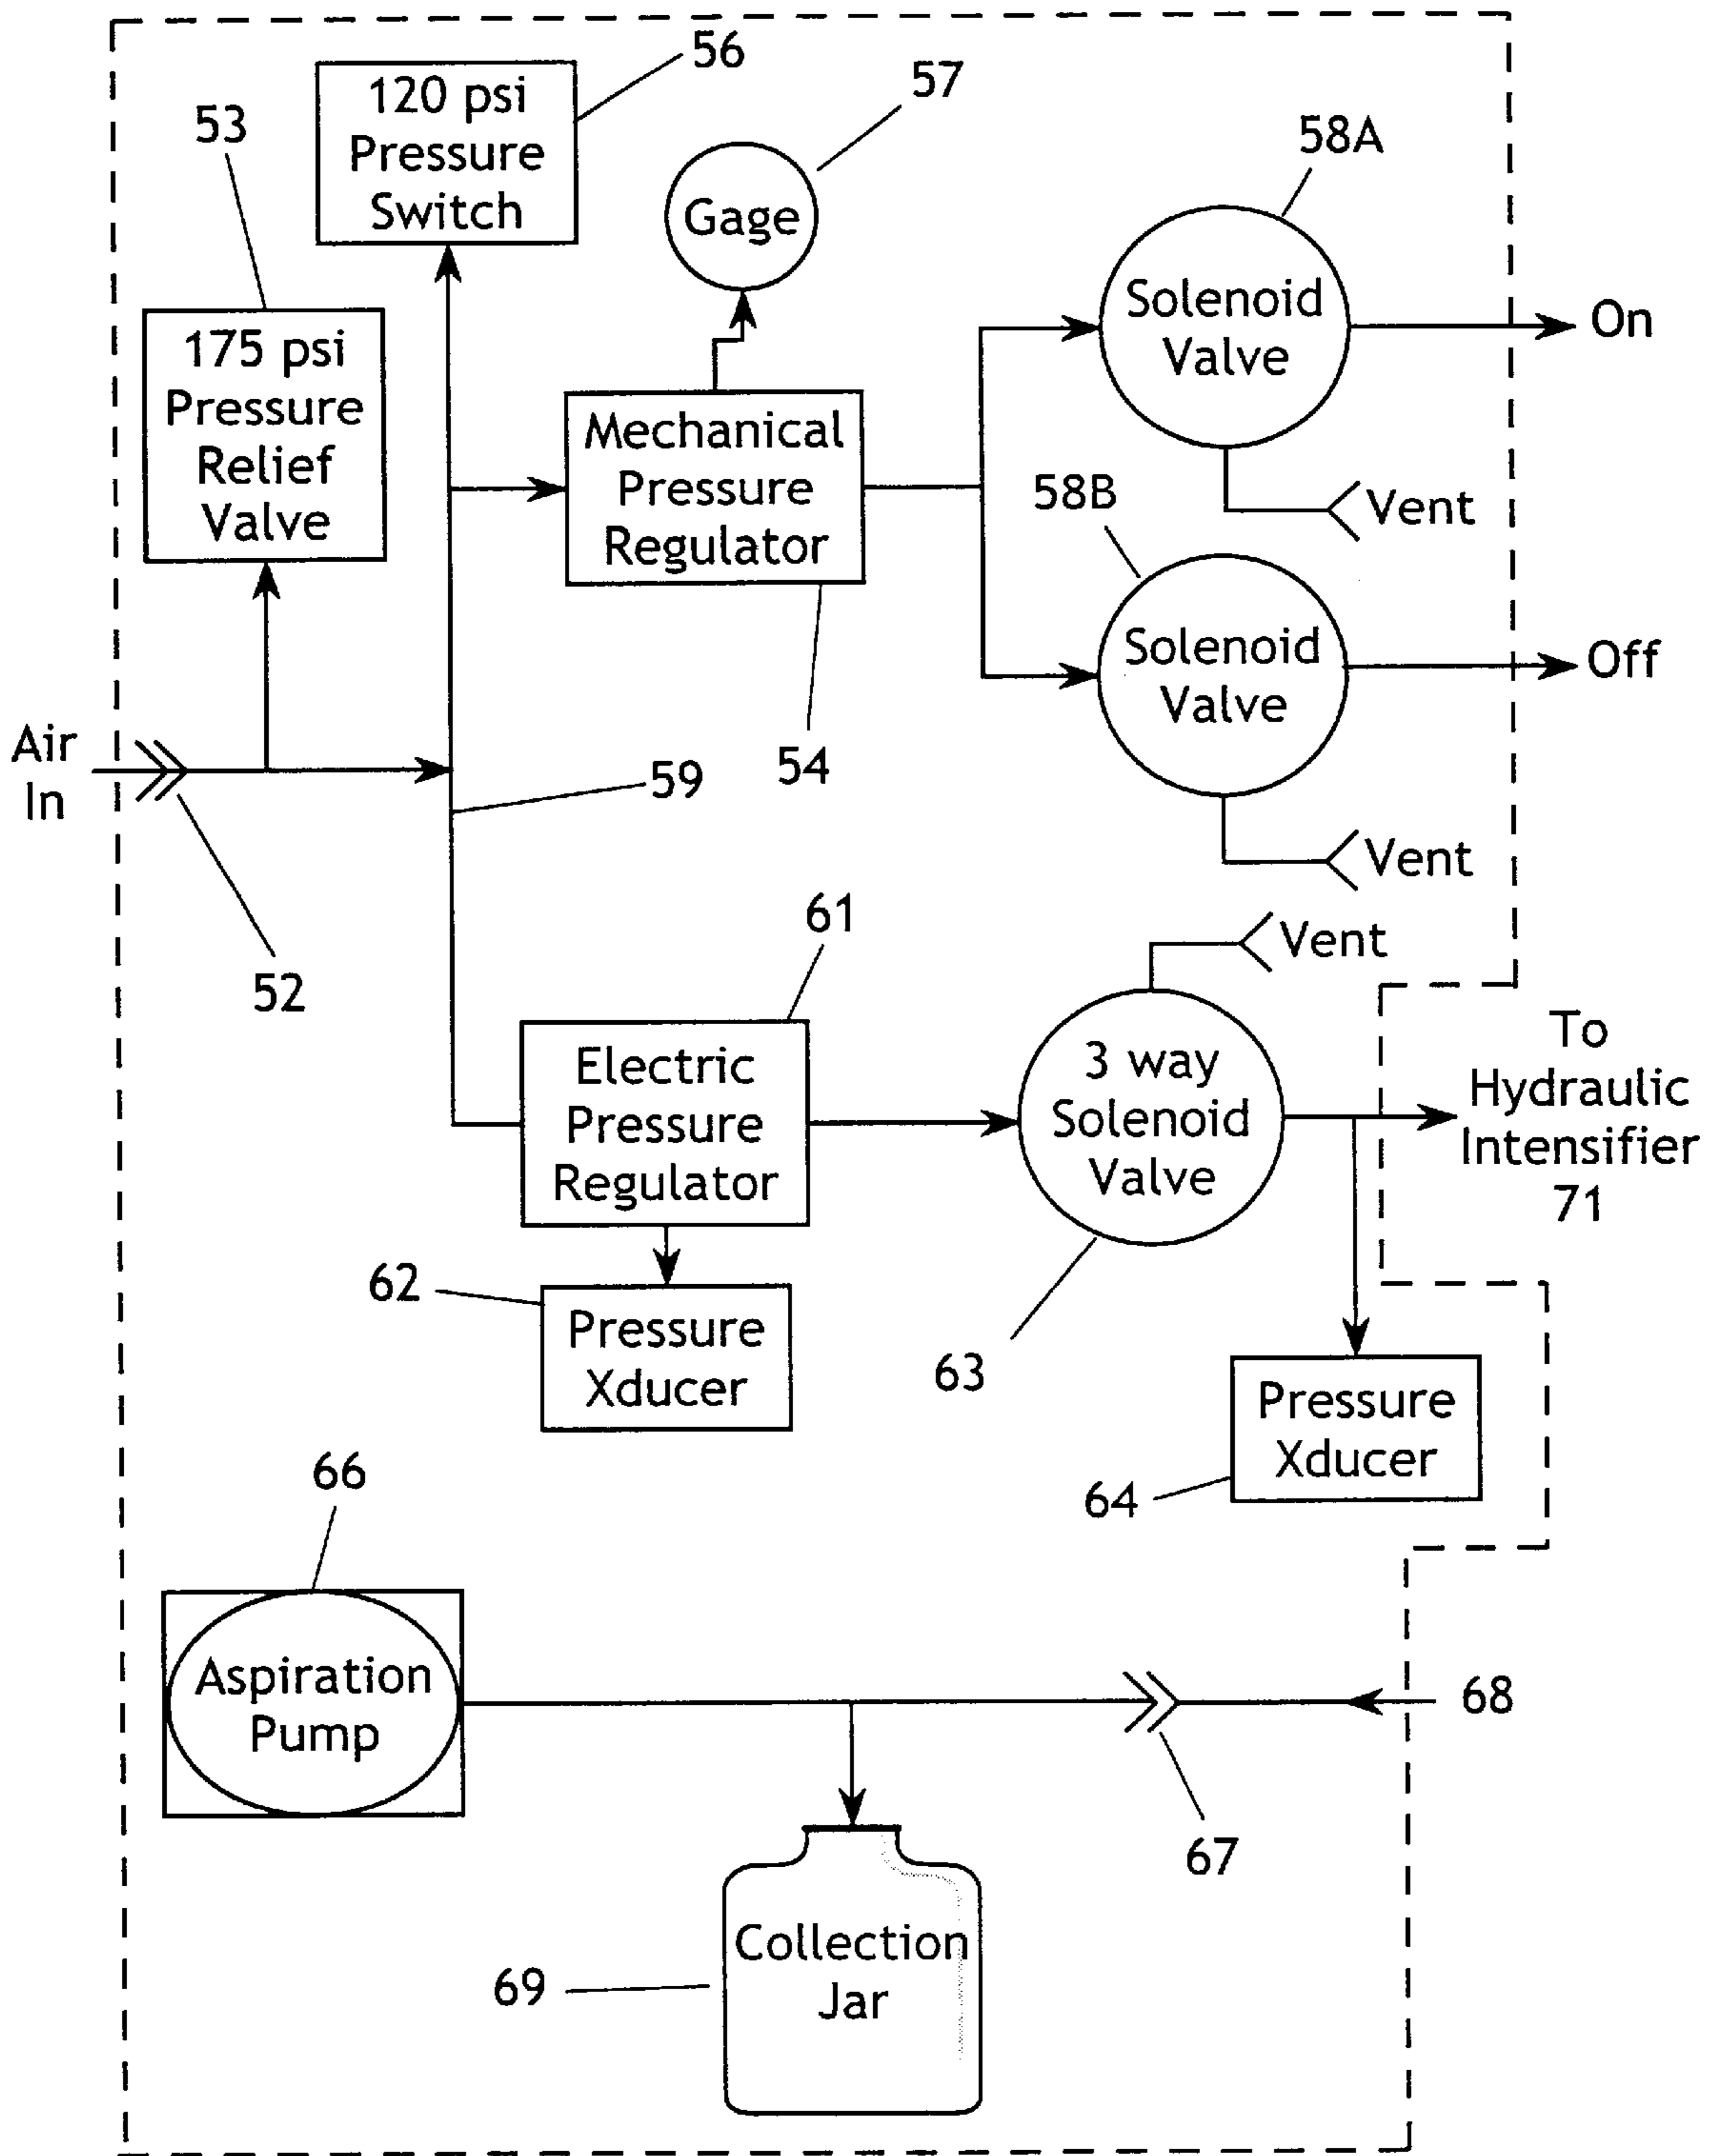 56
120 psi
Pressure
Switch
57
53
Gage
58A
Solenoid
Valve
On
175 psi
Pressure
Relief
Valve
Mechanical
Pressure
Regulator
58B
Vent
Solenoid
Valve
Off
Air
In
54
59
Vent
52
61
Vent
Electric
Pressure
Regulator
3 way
Solenoid
Valve
To
Hydraulic
Intensifier
71
62
Pressure
Xducer
63
Pressure
Xducer
64
66
Aspiration
Pump
68
67
Collection
Jar
69